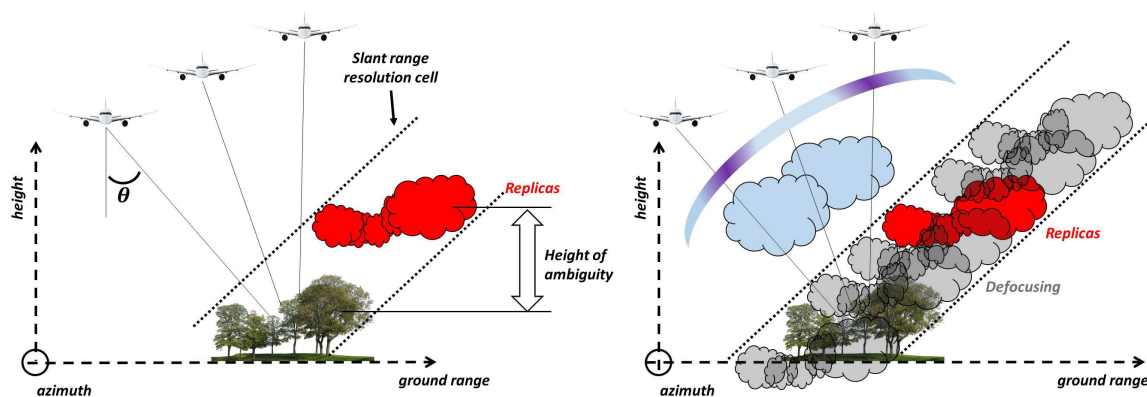 Slant range
resolution cell
height
θ
Replicas
Height of
ambiguity
azimuth
ground range
height
Replicas
Defocusing
azimuth
ground range